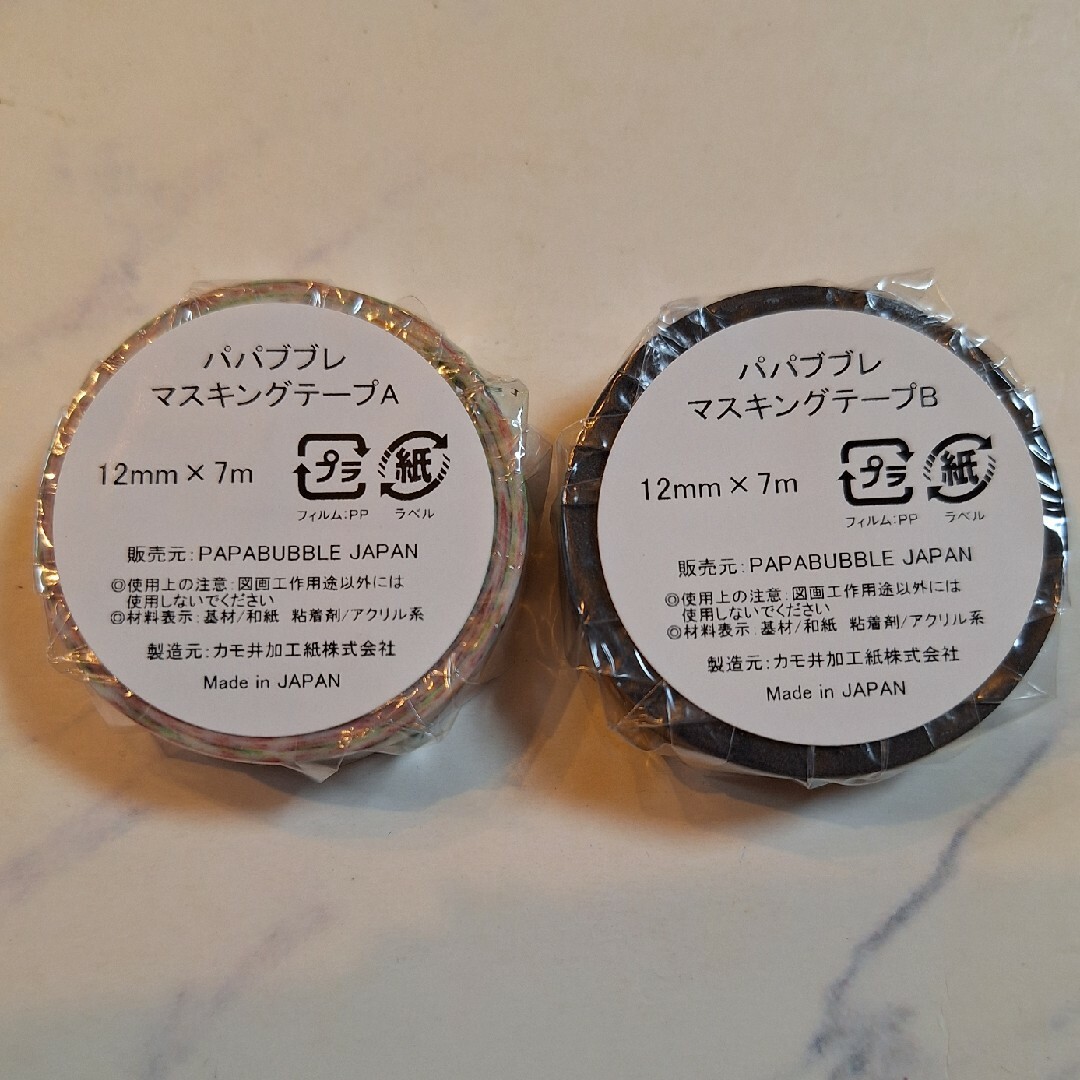 パパブブレ
マスキングテープA
12mm×7m
プラ
紙
フィルム:PP
ラベル
販売元:PAPABUBBLE JAPAN
◎使用上の注意:図画工作用途以外には
使用しないでください
◎材料表示:基材/和紙 粘着剤/アクリル系
製造元:カモ井加工紙株式会社
Made in JAPAN
パパブブレ
マスキングテープB
12mm×7m
プラ
紙
フィルム:PP
ラベル
販売元:PAPABUBBLE JAPAN
◎使用上の注意:図画工作用途以外には
使用しないでください
◎材料表示:基材/和紙 粘着剤/アクリル系
製造元:カモ井加工紙株式会社
Made in JAPAN